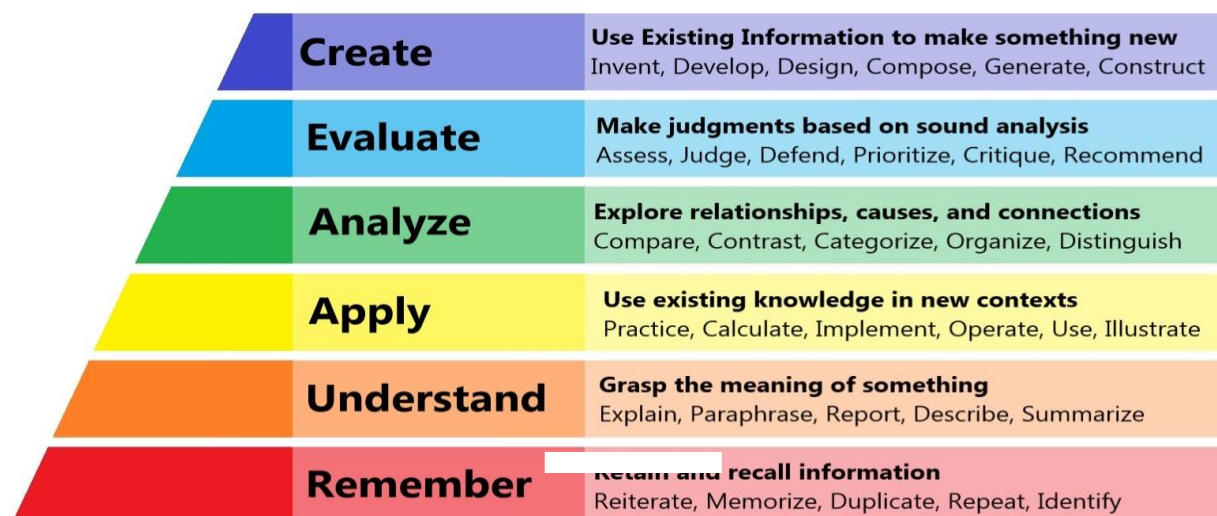 Create
Use Existing Information to make something new
Invent, Develop, Design, Compose, Generate, Construct
Evaluate
Make judgments based on sound analysis
Assess, Judge, Defend, Prioritize, Critique, Recommend
Analyze
Explore relationships, causes, and connections
Compare, Contrast, Categorize, Organize, Distinguish
Apply
Use existing knowledge in new contexts
Practice, Calculate, Implement, Operate, Use, Illustrate
Understand
Grasp the meaning of something
Explain, Paraphrase, Report, Describe, Summarize
Remember
Retain and recall information
Reiterate, Memorize, Duplicate, Repeat, Identify